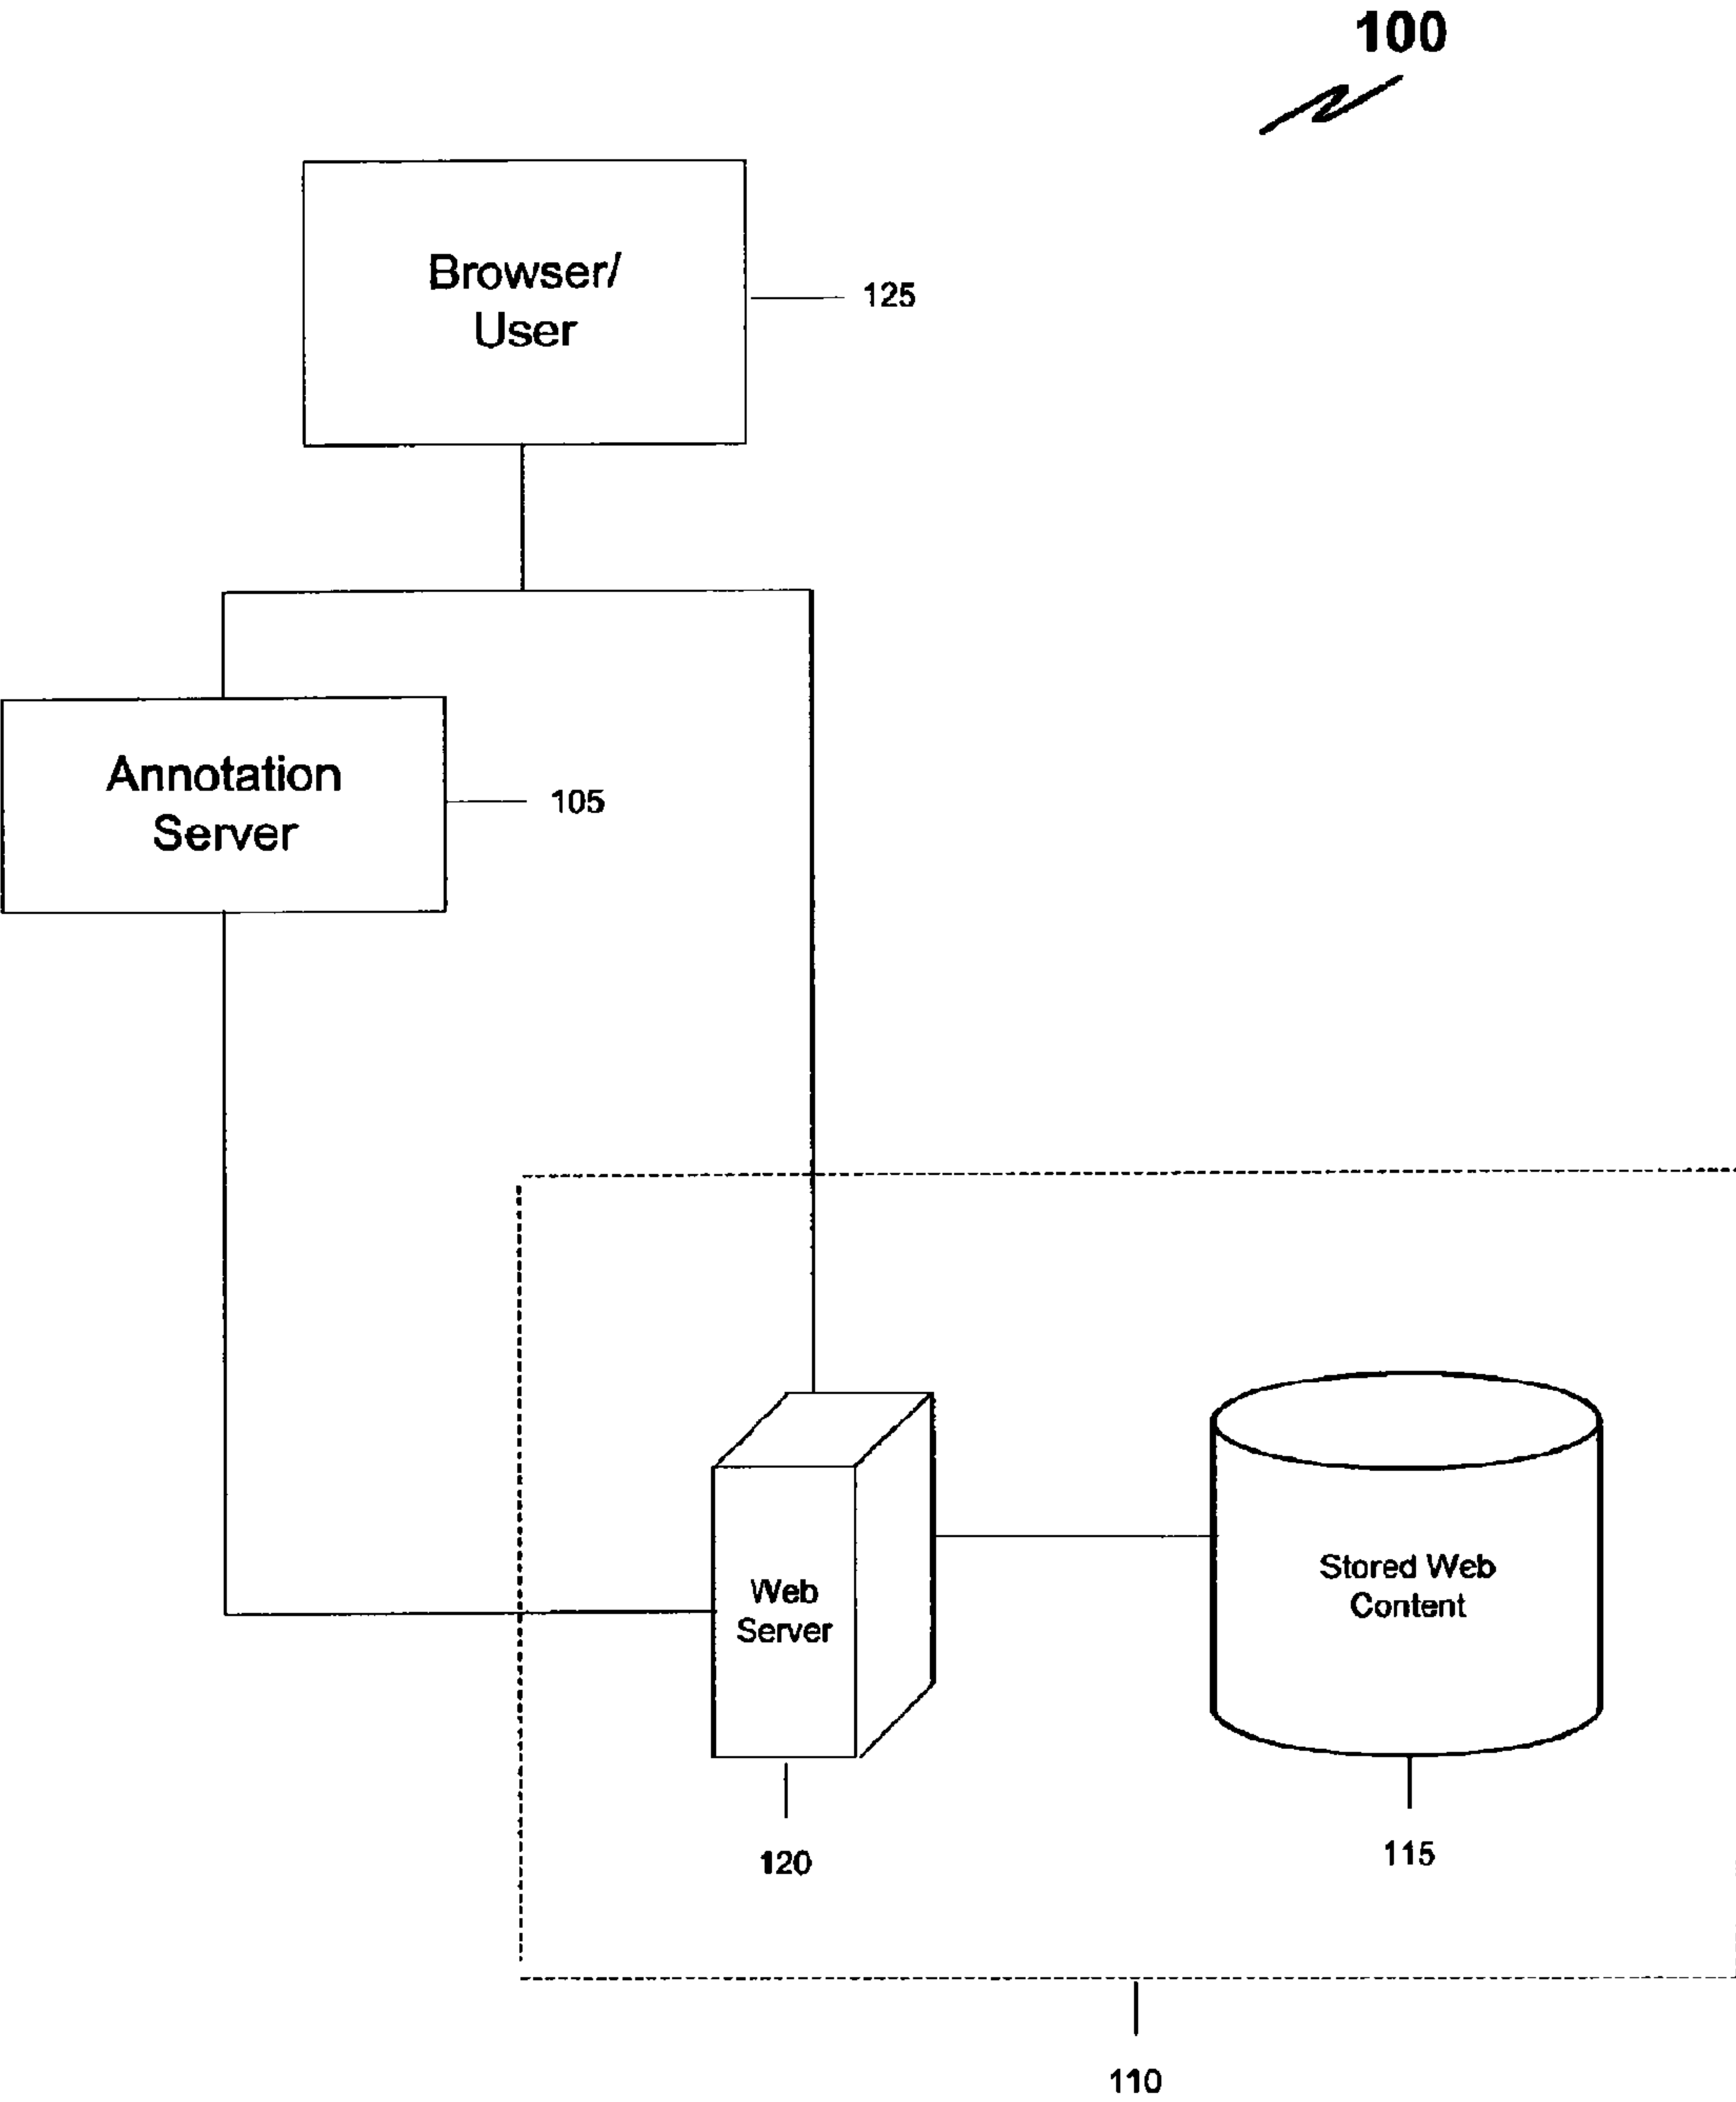 100
Browser/
User
125
Annotation
Server
105
Stored Web
Content
Web
Server
120
115
110